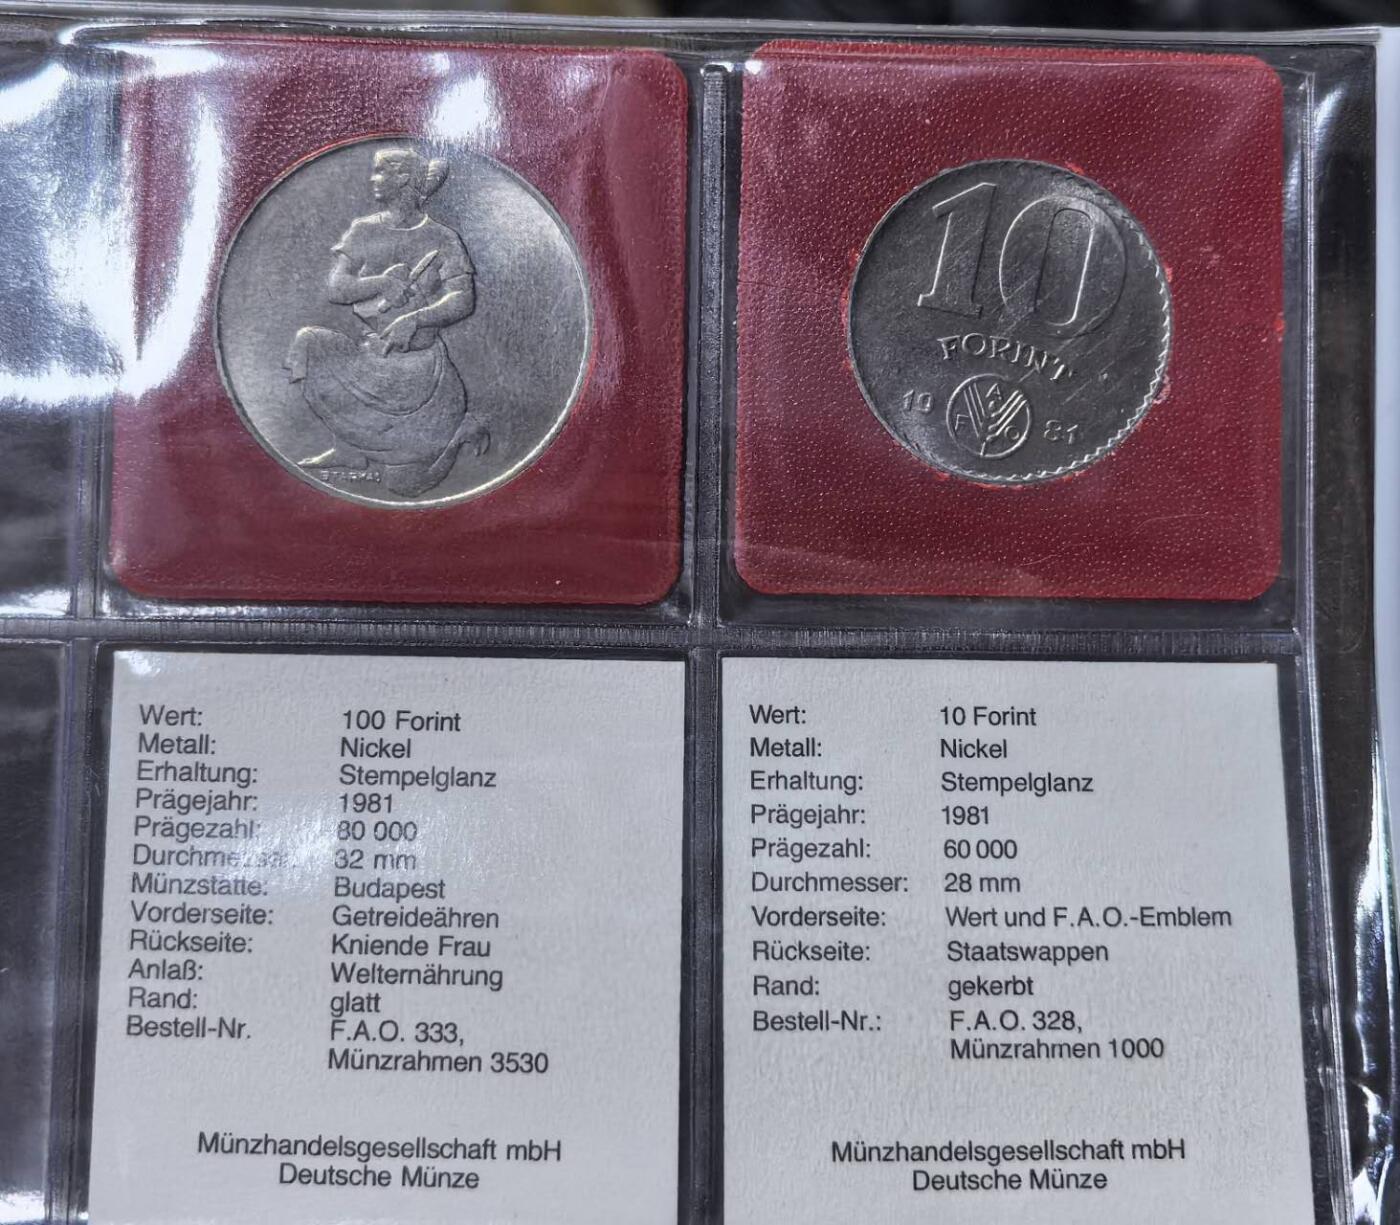 STARKAS
10
FORINT
19 81
F A O
Wert: 100 Forint
Metall: Nickel
Erhaltung: Stempelglanz
Prägejahr: 1981
Prägezahl: 80 000
Durchmesser: 32 mm
Münzstätte: Budapest
Vorderseite: Getreideähren
Rückseite: Kniende Frau
Anlaß: Welternährung
Rand: glatt
Bestell-Nr. F.A.O. 333,
Münzrahmen 3530
Münzhandelsgesellschaft mbH
Deutsche Münze
Wert: 10 Forint
Metall: Nickel
Erhaltung: Stempelglanz
Prägejahr: 1981
Prägezahl: 60 000
Durchmesser: 28 mm
Vorderseite: Wert und F.A.O.-Emblem
Rückseite: Staatswappen
Rand: gekerbt
Bestell-Nr.: F.A.O. 328,
Münzrahmen 1000
Münzhandelsgesellschaft mbH
Deutsche Münze